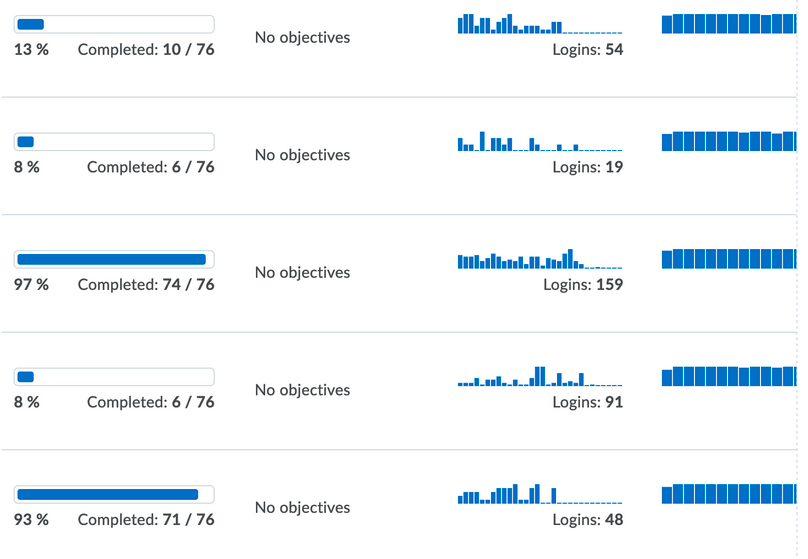 No objectives
13 % Completed: 10 / 76 Logins: 54
No objectives
8 % Completed: 6 / 76 Logins: 19
No objectives
97 % Completed: 74 / 76 Logins: 159
No objectives
8 % Completed: 6 / 76 Logins: 91
No objectives
93 % Completed: 71 / 76 Logins: 48